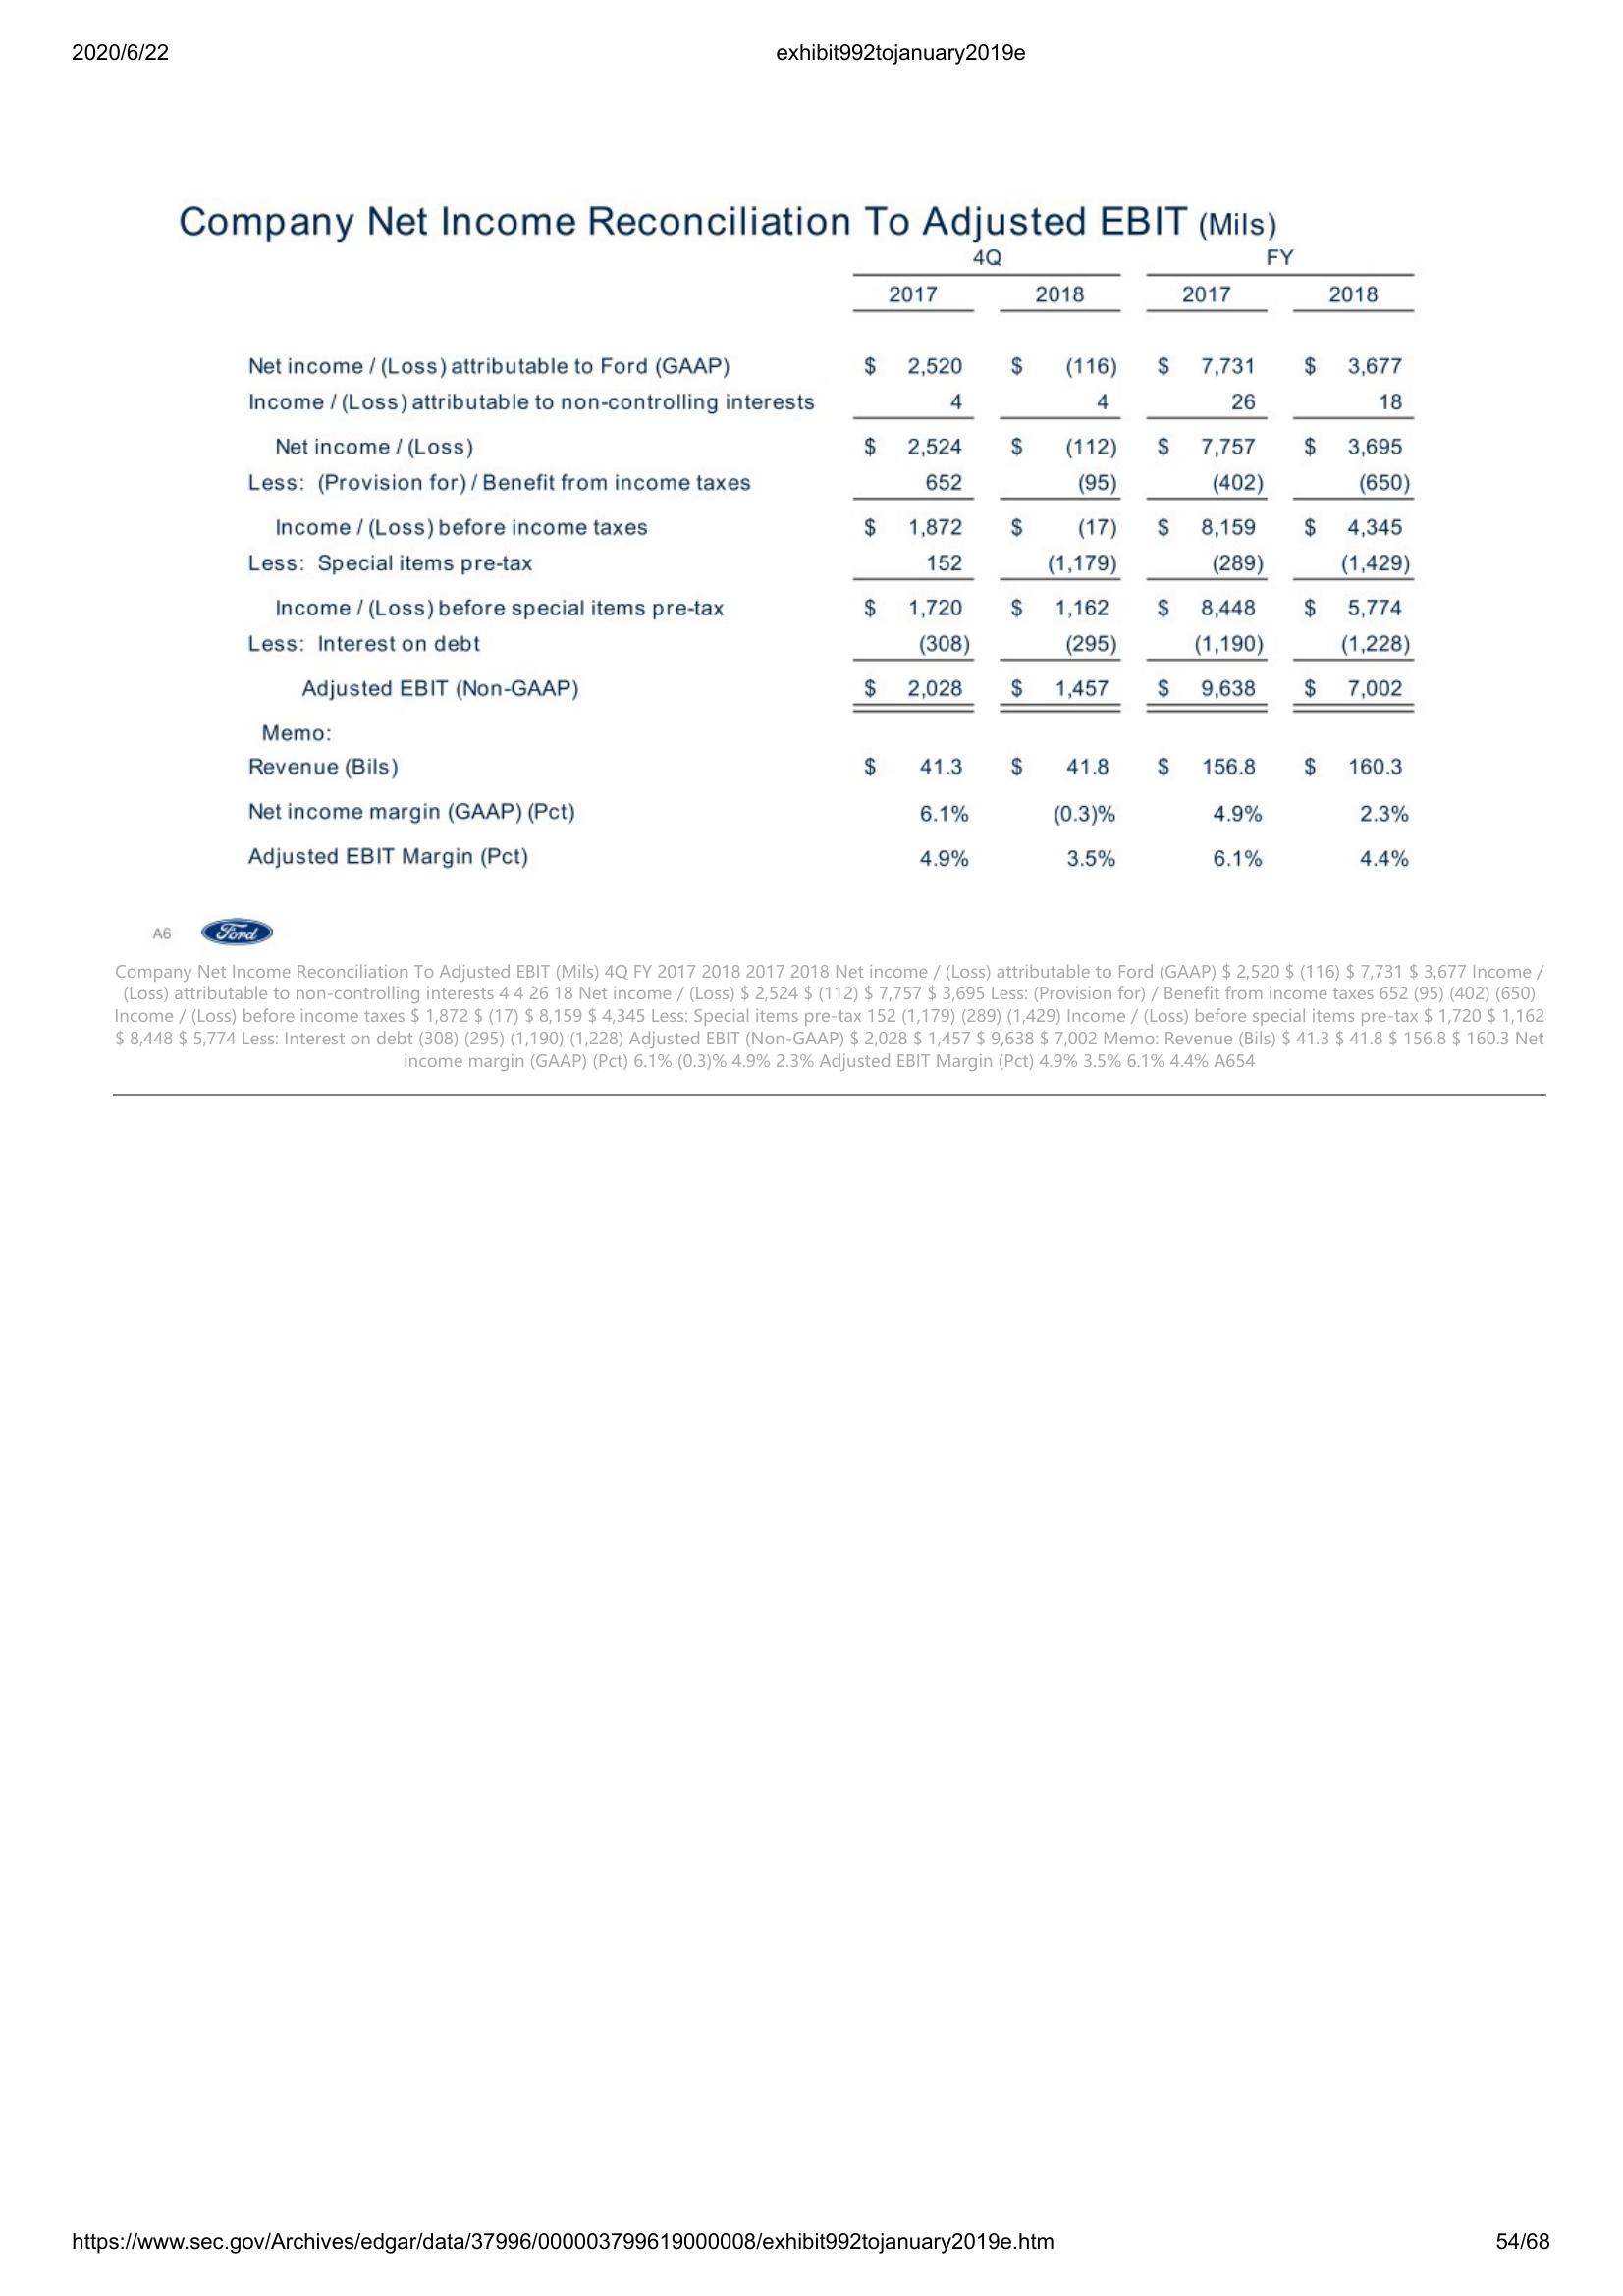 2020/6/22 exhibit992tojanuary2019e
Company Net Income Reconciliation To Adjusted EBIT (Mils)
4Q FY
2017 2018 2017 2018
Net income / (Loss) attributable to Ford (GAAP) $ 2,520 $ (116) $ 7,731 $ 3,677
Income / (Loss) attributable to non-controlling interests 4 4 26 18
Net income / (Loss) $ 2,524 $ (112) $ 7,757 $ 3,695
Less: (Provision for) / Benefit from income taxes 652 (95) (402) (650)
Income / (Loss) before income taxes $ 1,872 $ (17) $ 8,159 $ 4,345
Less: Special items pre-tax 152 (1,179) (289) (1,429)
Income / (Loss) before special items pre-tax $ 1,720 $ 1,162 $ 8,448 $ 5,774
Less: Interest on debt (308) (295) (1,190) (1,228)
Adjusted EBIT (Non-GAAP) $ 2,028 $ 1,457 $ 9,638 $ 7,002
Memo:
Revenue (Bils) $ 41.3 $ 41.8 $ 156.8 $ 160.3
Net income margin (GAAP) (Pct) 6.1% (0.3)% 4.9% 2.3%
Adjusted EBIT Margin (Pct) 4.9% 3.5% 6.1% 4.4%
A6 Ford
Company Net Income Reconciliation To Adjusted EBIT (Mils) 4Q FY 2017 2018 2017 2018 Net income / (Loss) attributable to Ford (GAAP) $ 2,520 $ (116) $ 7,731 $ 3,677 Income /
(Loss) attributable to non-controlling interests 4 4 26 18 Net income / (Loss) $ 2,524 $ (112) $ 7,757 $ 3,695 Less: (Provision for) / Benefit from income taxes 652 (95) (402) (650)
Income / (Loss) before income taxes $ 1,872 $ (17) $ 8,159 $ 4,345 Less: Special items pre-tax 152 (1,179) (289) (1,429) Income / (Loss) before special items pre-tax $ 1,720 $ 1,162
$ 8,448 $ 5,774 Less: Interest on debt (308) (295) (1,190) (1,228) Adjusted EBIT (Non-GAAP) $ 2,028 $ 1,457 $ 9,638 $ 7,002 Memo: Revenue (Bils) $ 41.3 $ 41.8 $ 156.8 $ 160.3 Net
income margin (GAAP) (Pct) 6.1% (0.3)% 4.9% 2.3% Adjusted EBIT Margin (Pct) 4.9% 3.5% 6.1% 4.4% A654
https://www.sec.gov/Archives/edgar/data/37996/000003799619000008/exhibit992tojanuary2019e.htm 54/68